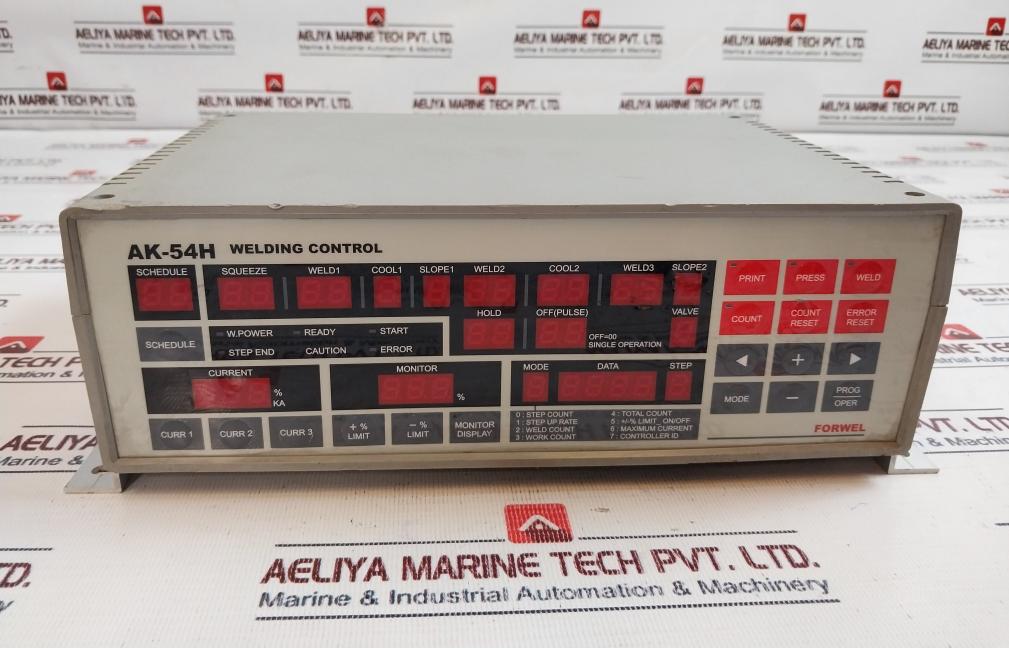 AELIYA MARINE TECH PVT. LTD.
Marine & Industrial Automation & Machinery
AK-54H WELDING CONTROL
SCHEDULE SQUEEZE WELD1 COOL1 SLOPE1 WELD2 COOL2 WELD3 SLOPE2
PRINT PRESS WELD
HOLD OFF(PULSE) VALVE
COUNT COUNT RESET ERROR RESET
SCHEDULE
W.POWER READY START
STEP END CAUTION ERROR
OFF=00
SINGLE OPERATION
CURRENT MONITOR MODE DATA STEP
%
KA
%
+
MODE − PROG OPER
0 : STEP COUNT 4 : TOTAL COUNT
1 : STEP UP RATE 5 : +/-% LIMIT_ON/OFF
2 : WELD COUNT 6 : MAXIMUM CURRENT
3 : WORK COUNT 7 : CONTROLLER ID
CURR 1 CURR 2 CURR 3 + % LIMIT − % LIMIT MONITOR DISPLAY
FORWEL
AELIYA MARINE TECH PVT. LTD.
Marine & Industrial Automation & Machinery